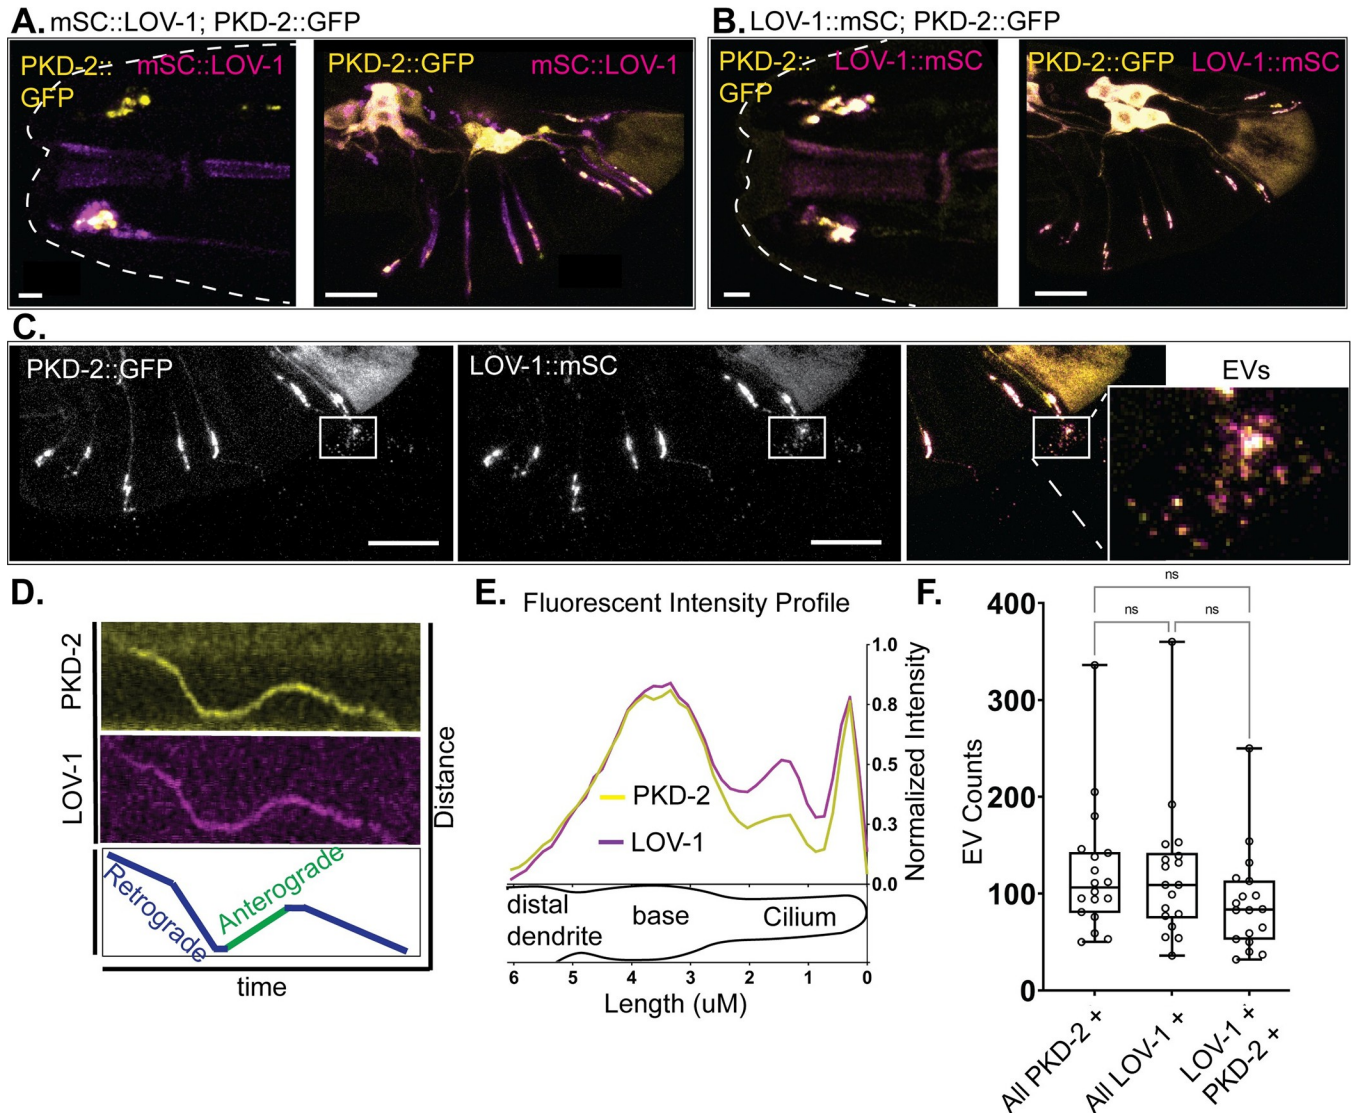 A. mSC::LOV-1; PKD-2::GFP
PKD-2::
GFP
mSC::LOV-1
PKD-2::GFP
mSC::LOV-1
B. LOV-1::mSC; PKD-2::GFP
PKD-2::
GFP
LOV-1::mSC
PKD-2::GFP
LOV-1::mSC
C.
PKD-2::GFP
LOV-1::mSC
EVs
D.
PKD-2
LOV-1
Retrograde
Anterograde
Distance
time
E. Fluorescent Intensity Profile
1.0
0.8
0.5
0.3
0.0
Normalized Intensity
PKD-2
LOV-1
distal
dendrite
base
Cilium
6 5 4 3 2 1 0
Length (uM)
F.
ns
ns
ns
400
300
200
100
0
EV Counts
All PKD-2 +
All LOV-1 +
LOV-1 +
PKD-2 +